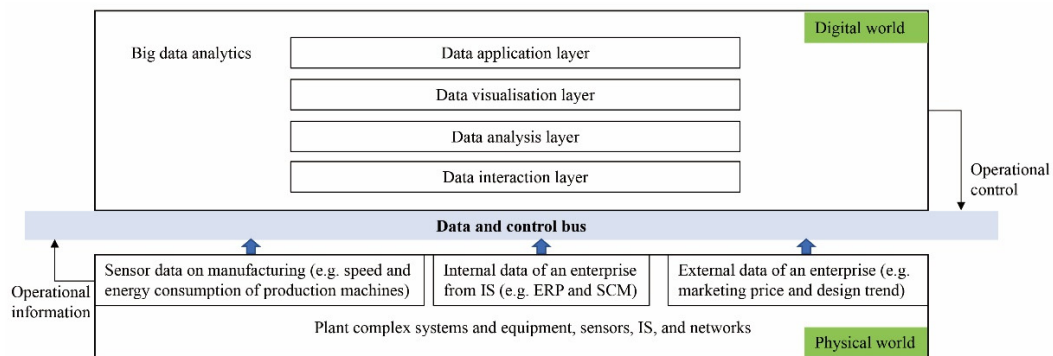 Digital world
Big data analytics
Data application layer
Data visualisation layer
Data analysis layer
Data interaction layer
Operational
control
Data and control bus
Sensor data on manufacturing (e.g. speed and
energy consumption of production machines)
Internal data of an enterprise
from IS (e.g. ERP and SCM)
External data of an enterprise (e.g.
marketing price and design trend)
Operational
information
Plant complex systems and equipment, sensors, IS, and networks
Physical world